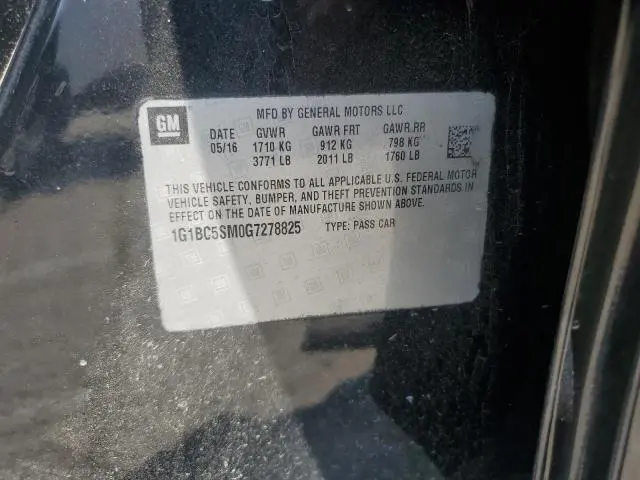 GM
MFD BY GENERAL MOTORS LLC
DATE GVWR GAWR FRT GAWR RR
05/16 1710 KG 912 KG 798 KG
3771 LB 2011 LB 1760 LB
THIS VEHICLE CONFORMS TO ALL APPLICABLE U.S. FEDERAL MOTOR
VEHICLE SAFETY, BUMPER, AND THEFT PREVENTION STANDARDS IN
EFFECT ON THE DATE OF MANUFACTURE SHOWN ABOVE.
1G1BC5SM0G7278825 TYPE: PASS CAR